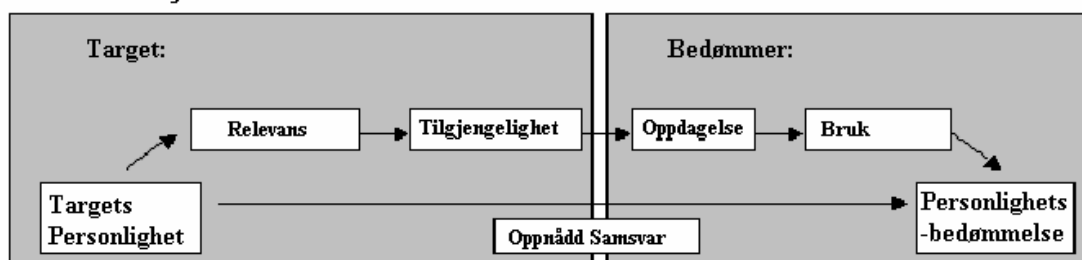 Target:
Bedømmer:
Relevans
Tilgjengelighet
Oppdagelse
Bruk
Targets
Personlighet
Oppnådd Samsvar
Personlighets
-bedømmelse